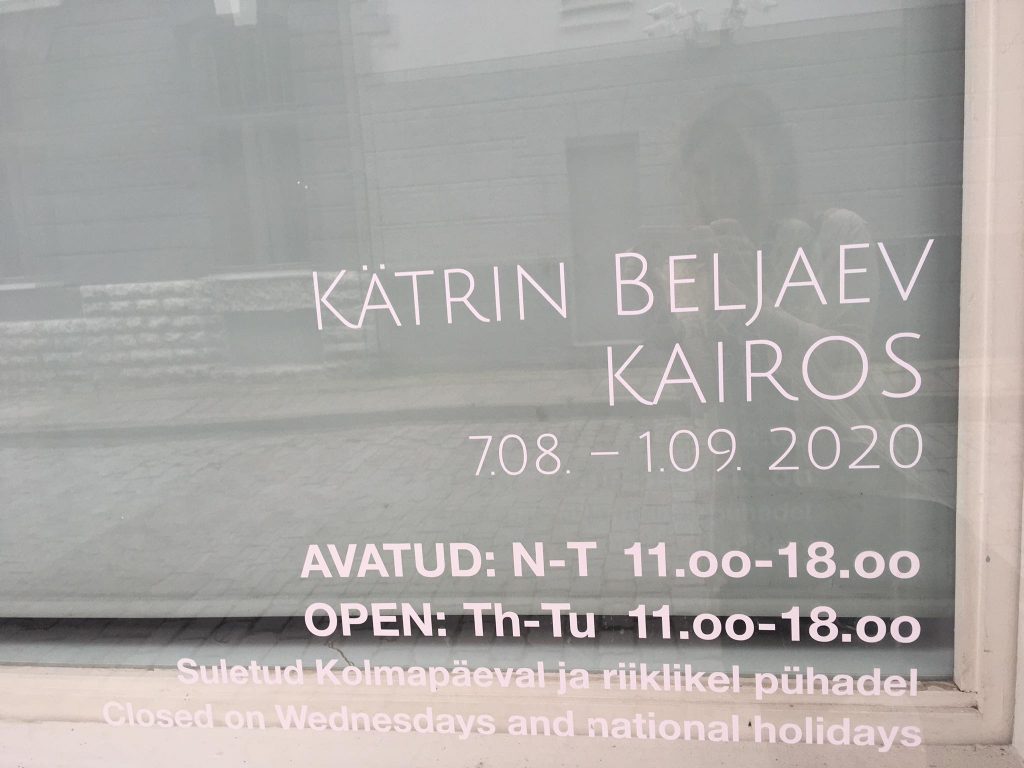 KÄTRIN BELJAEV
KAIROS
7.08. – 1.09. 2020
AVATUD: N-T 11.oo-18.oo
OPEN: Th-Tu 11.oo-18.oo
Suletud Kolmapäeval ja riiklikel pühadel
Closed on Wednesdays and national holidays